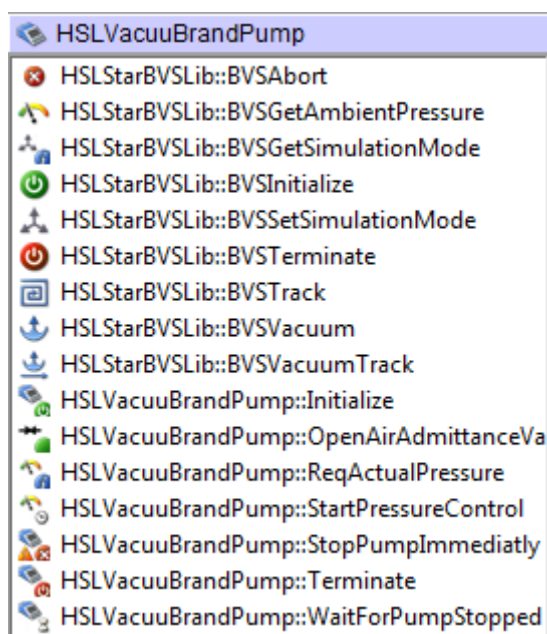 HSLVacuuBrandPump
HSLStarBVSLib::BVSAbort
HSLStarBVSLib::BVSGetAmbientPressure
HSLStarBVSLib::BVSGetSimulationMode
HSLStarBVSLib::BVSInitialize
HSLStarBVSLib::BVSSetSimulationMode
HSLStarBVSLib::BVSTerminate
HSLStarBVSLib::BVSTrack
HSLStarBVSLib::BVSVacuum
HSLStarBVSLib::BVSVacuumTrack
HSLVacuuBrandPump::Initialize
HSLVacuuBrandPump::OpenAirAdmittanceVa
HSLVacuuBrandPump::ReqActualPressure
HSLVacuuBrandPump::StartPressureControl
HSLVacuuBrandPump::StopPumpImmediatly
HSLVacuuBrandPump::Terminate
HSLVacuuBrandPump::WaitForPumpStopped